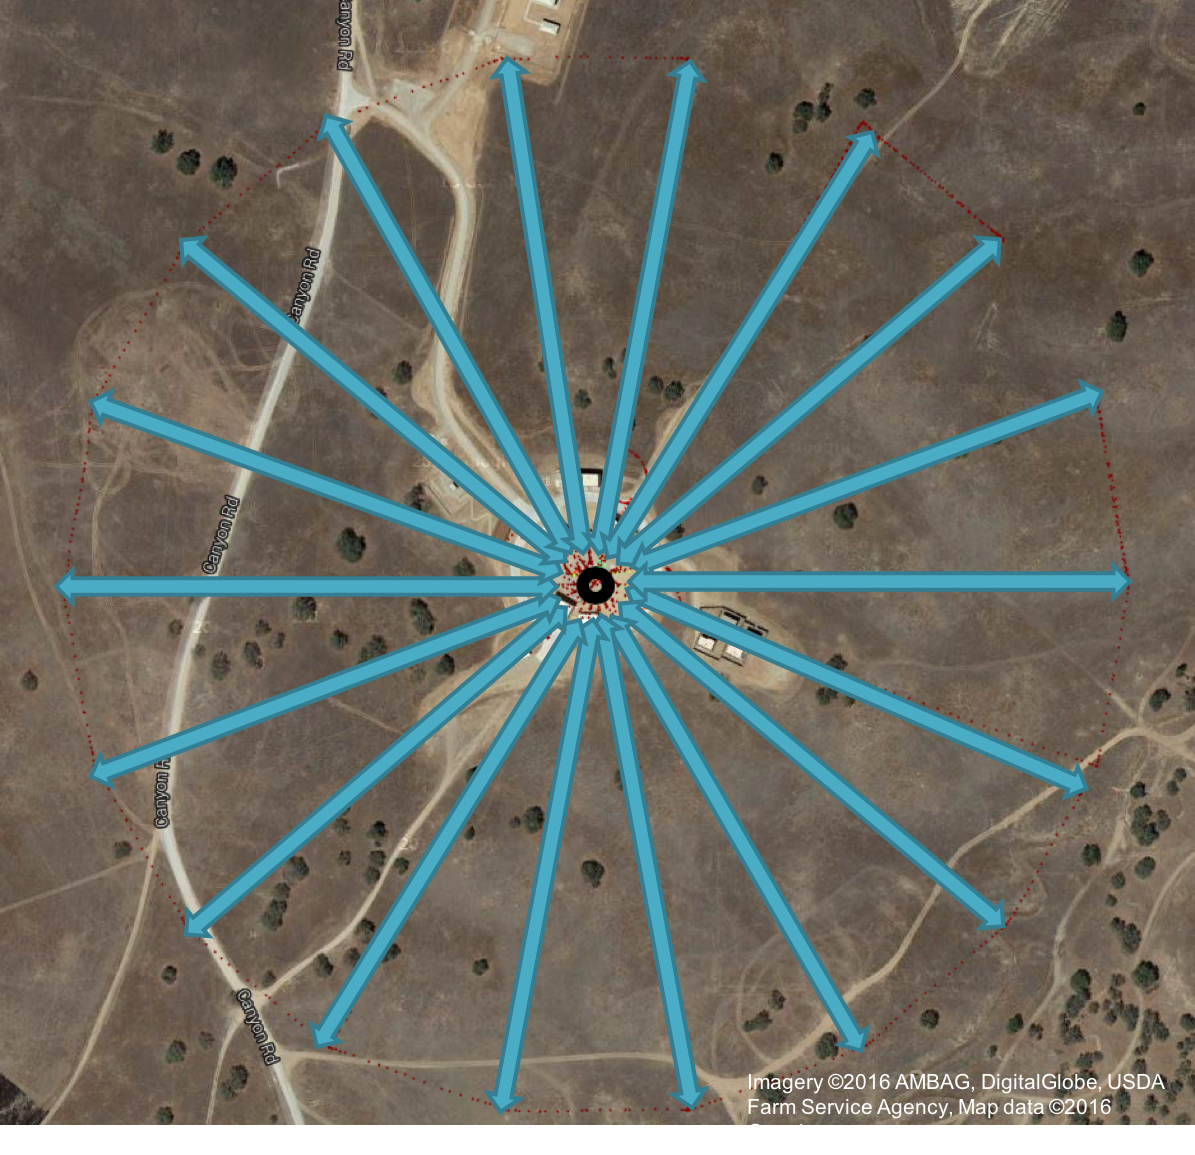 Canyon Rd
Canyon Rd
Canyon Rd
Canyon R
Canyon Rd
Imagery ©2016 AMBAG, DigitalGlobe, USDA
Farm Service Agency, Map data ©2016